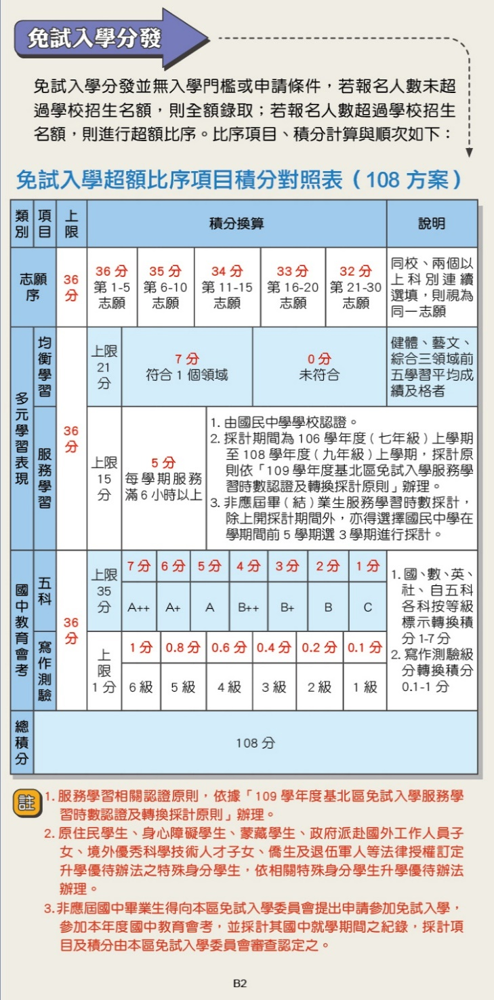 免試入學分發
免試入學分發並無入學門檻或申請條件，若報名人數未超
過學校招生名額，則全額錄取；若報名人數超過學校招生
名額，則進行超額比序。比序項目、積分計算與順次如下：
免試入學超額比序項目積分對照表（108 方案）
類別 項目 上限 積分換算 說明
志願序
36分
36 分 第 1-5 志願
35 分 第 6-10 志願
34 分 第 11-15 志願
33 分 第 16-20 志願
32 分 第 21-30 志願
同校、兩個以
上科別連續
選填，則視為
同一志願
多元學習表現
36分
均衡學習
上限 21 分
7 分
符合 1 個領域
0 分
未符合
健體、藝文、
綜合三領域前
五學習平均成
績及格者
服務學習
上限 15 分
5 分
每學期服務
滿 6 小時以上
1. 由國民中學學校認證。
2. 採計期間為 106 學年度（七年級）上學期
至 108 學年度（九年級）上學期，採計原
則依「109 學年度基北區免試入學服務學
習時數認證及轉換採計原則」辦理。
3. 非應屆畢（結）業生服務學習時數採計，
除上開採計期間外，亦得選擇國民中學在
學期間前 5 學期選 3 學期進行採計。
國中教育會考
36分
五科
上限 35 分
7 分 6 分 5 分 4 分 3 分 2 分 1 分
A++ A+ A B++ B+ B C
寫作測驗
上限 1 分
1 分 0.8 分 0.6 分 0.4 分 0.2 分 0.1 分
6 級 5 級 4 級 3 級 2 級 1 級
1. 國、數、英、
社、自五科
各科按等級
標示轉換積
分 1-7 分
2. 寫作測驗級
分轉換積分
0.1-1 分
總積分
108 分
註
1. 服務學習相關認證原則，依據「109 學年度基北區免試入學服務學
習時數認證及轉換採計原則」辦理。
2. 原住民學生、身心障礙學生、蒙藏學生、政府派赴國外工作人員子
女、境外優秀科學技術人才子女、僑生及退伍軍人等法律授權訂定
升學優待辦法之特殊身分學生，依相關特殊身分學生升學優待辦法
辦理。
3. 非應屆國中畢業生得向本區免試入學委員會提出申請參加免試入學，
參加本年度國中教育會考，並採計其國中就學期間之紀錄，採計項
目及積分由本區免試入學委員會審查認定之。
B2